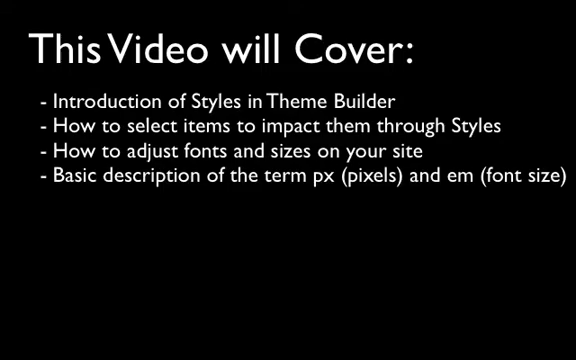 This Video will Cover:
- Introduction of Styles in Theme Builder
- How to select items to impact them through Styles
- How to adjust fonts and sizes on your site
- Basic description of the term px (pixels) and em (font size)